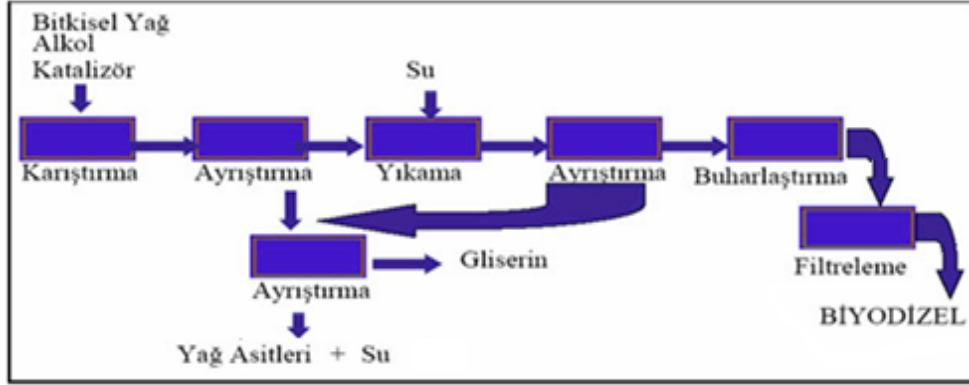 Bitkisel Yağ
Alkol
Katalizör
Su
Karıştırma
Ayrıştırma
Yıkama
Ayrıştırma
Buharlaştırma
Gliserin
Filtreleme
Ayrıştırma
BİYODİZEL
Yağ Asitleri + Su